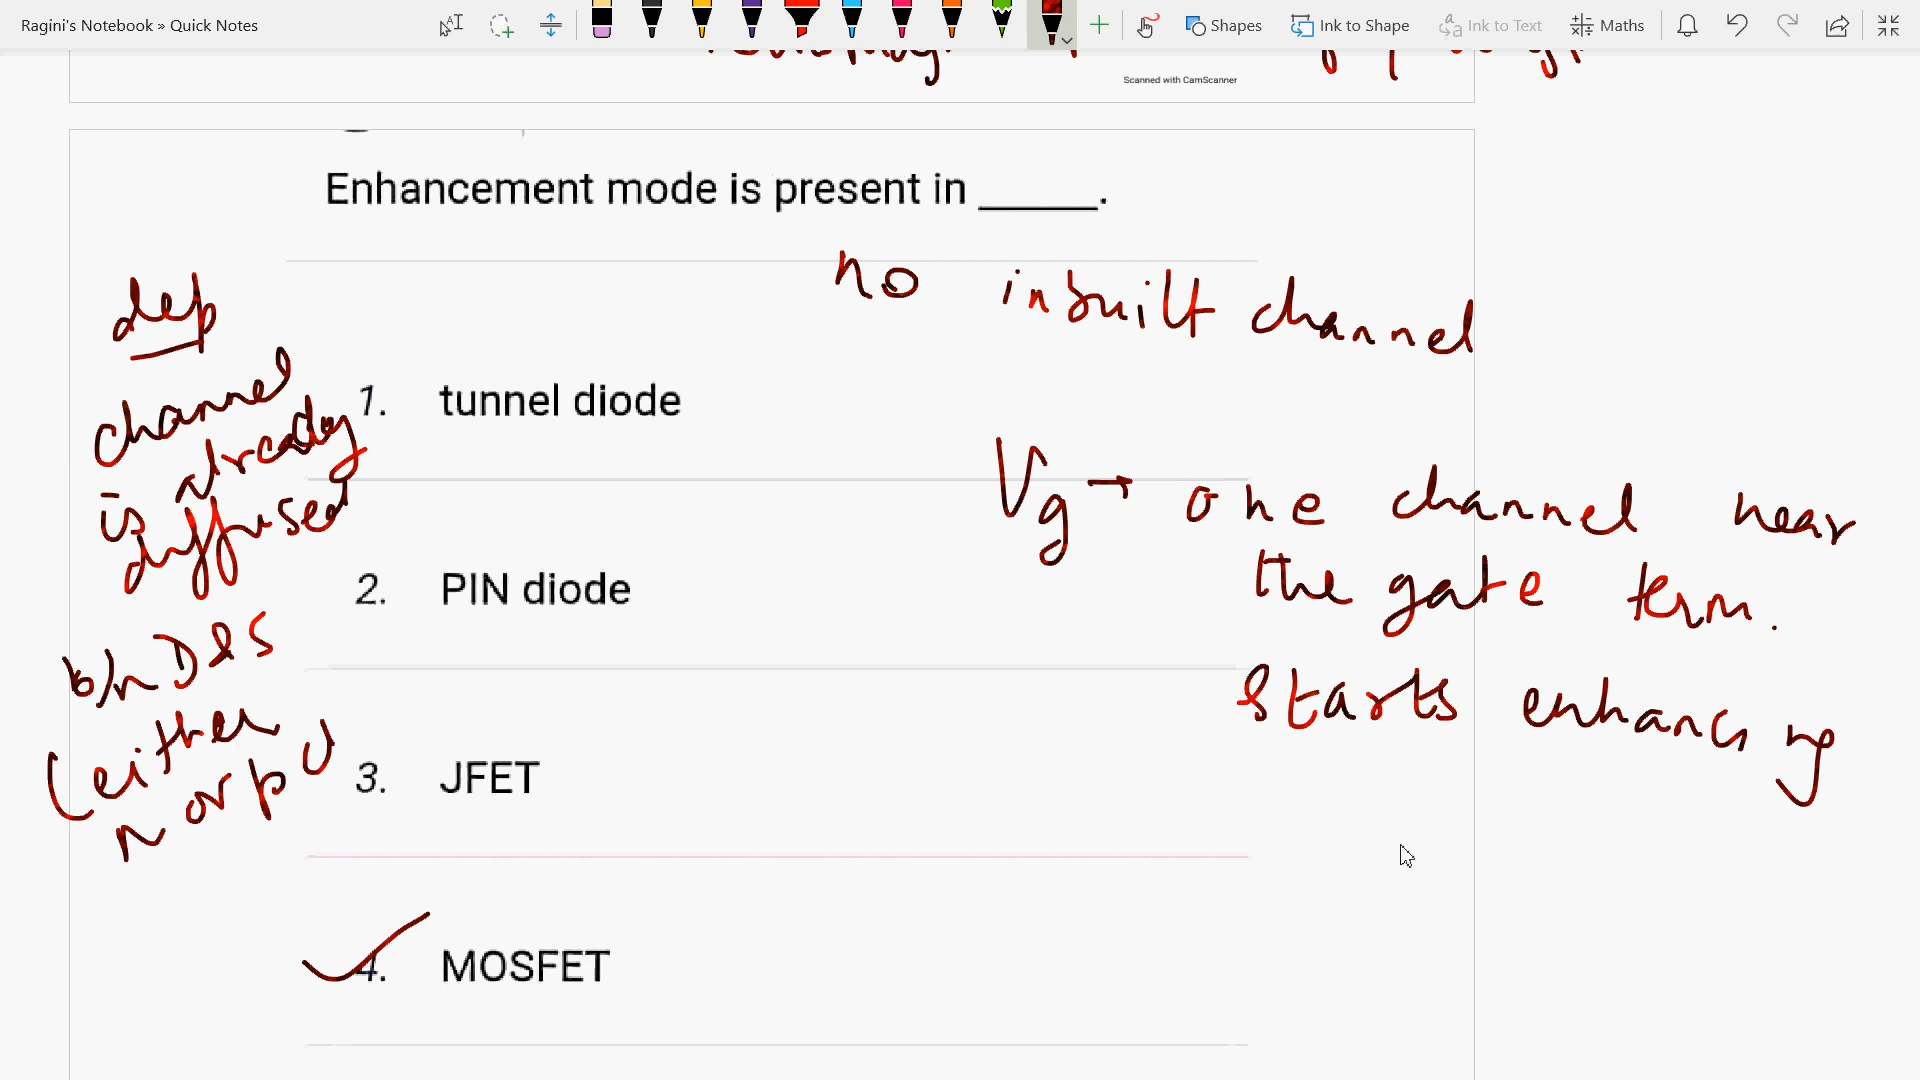 Ragini's Notebook » Quick Notes
Shapes
Ink to Shape
Ink to Text
Maths
Scanned with CamScanner
Enhancement mode is present in ______.
no inbuilt channel
dep
channel
is already
diffused
b/n D & S
(either
n or p)
1. tunnel diode
Vg → one channel near
the gate term.
starts enhancing
2. PIN diode
3. JFET
4. MOSFET